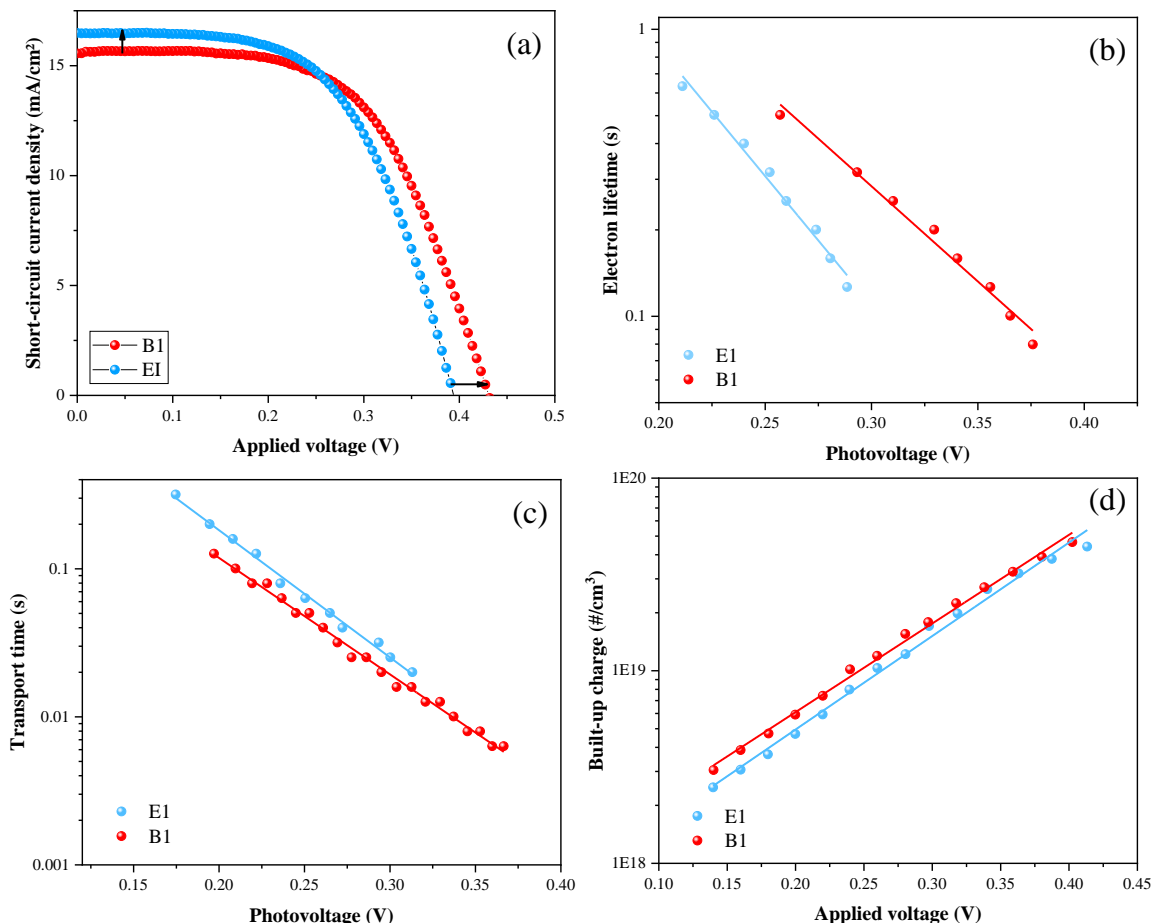 (a)
Short-circuit current density (mA/cm²)
15
10
5
0
B1
EI
0.0
0.1
0.2
0.3
0.4
0.5
Applied voltage (V)
(b)
Electron lifetime (s)
1
0.1
E1
B1
0.20
0.25
0.30
0.35
0.40
Photovoltage (V)
(c)
Transport time (s)
0.1
0.01
0.001
E1
B1
0.15
0.20
0.25
0.30
0.35
0.40
Photovoltage (V)
(d)
Built-up charge (#/cm³)
1E20
1E19
1E18
E1
B1
0.10
0.15
0.20
0.25
0.30
0.35
0.40
0.45
Applied voltage (V)